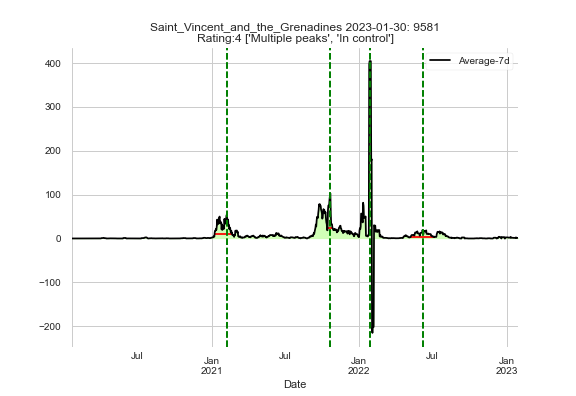 Saint_Vincent_and_the_Grenadines 2023-01-30: 9581
Rating:4 ['Multiple peaks', 'In control']
Average-7d
400
300
200
100
0
−100
−200
Jul
Jan
2021
Jul
Jan
2022
Jul
Jan
2023
Date